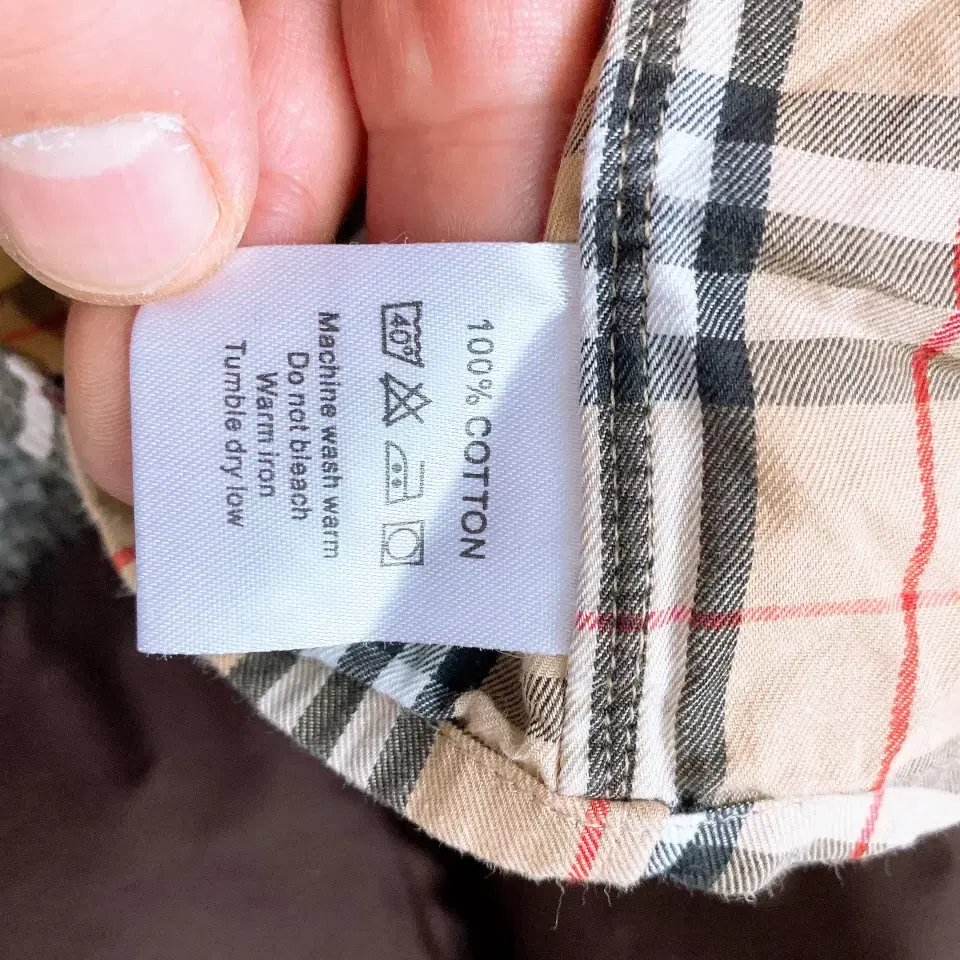 100% COTTON
40°
Machine wash warm
Do not bleach
Warm iron
Tumble dry low